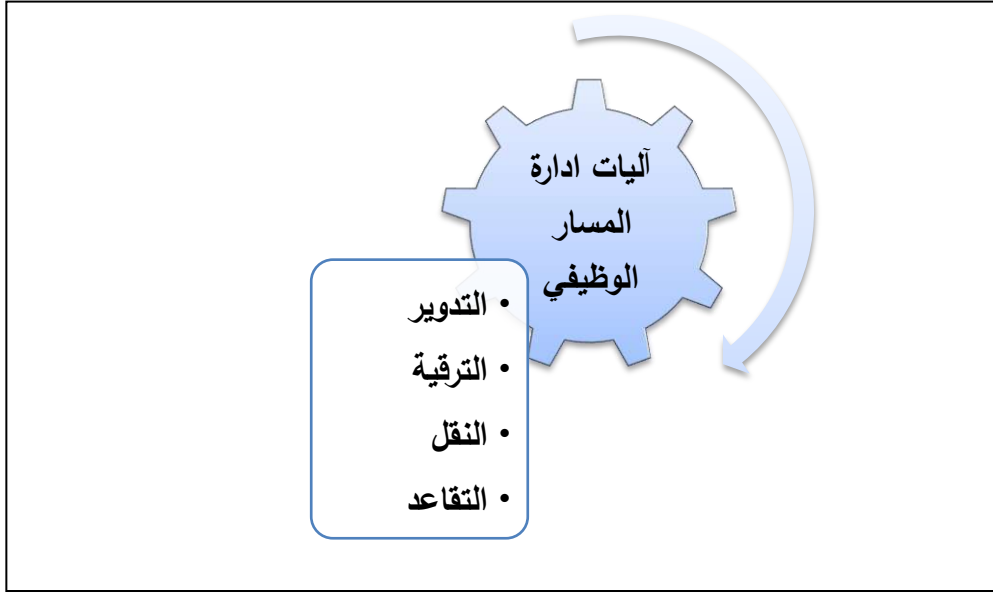 آليات ادارة
المسار
الوظيفي
• التدوير
• الترقية
• النقل
• التقاعد